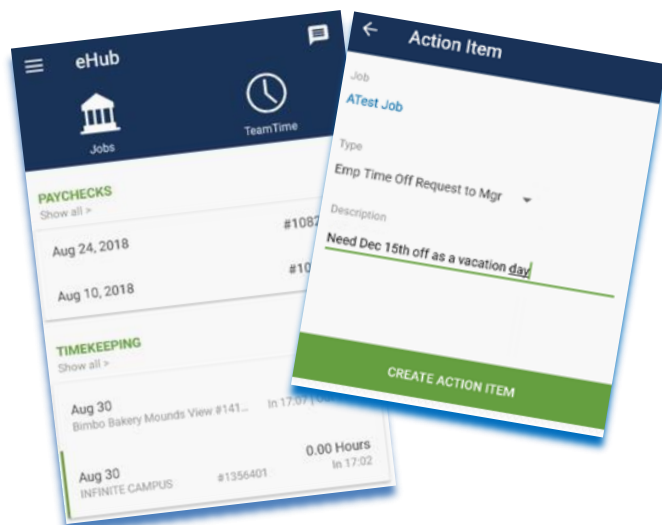 eHub
Jobs
TeamTime
PAYCHECKS
Show all >
Aug 24, 2018
#1082
Aug 10, 2018
#10
TIMEKEEPING
Show all >
Aug 30
Bimbo Bakery Mounds View #141... In 17:07 |
Aug 30
0.00 Hours
INFINITE CAMPUS #1356401 In 17:02
Action Item
Job
ATest Job
Type
Emp Time Off Request to Mgr
Description
Need Dec 15th off as a vacation day
CREATE ACTION ITEM